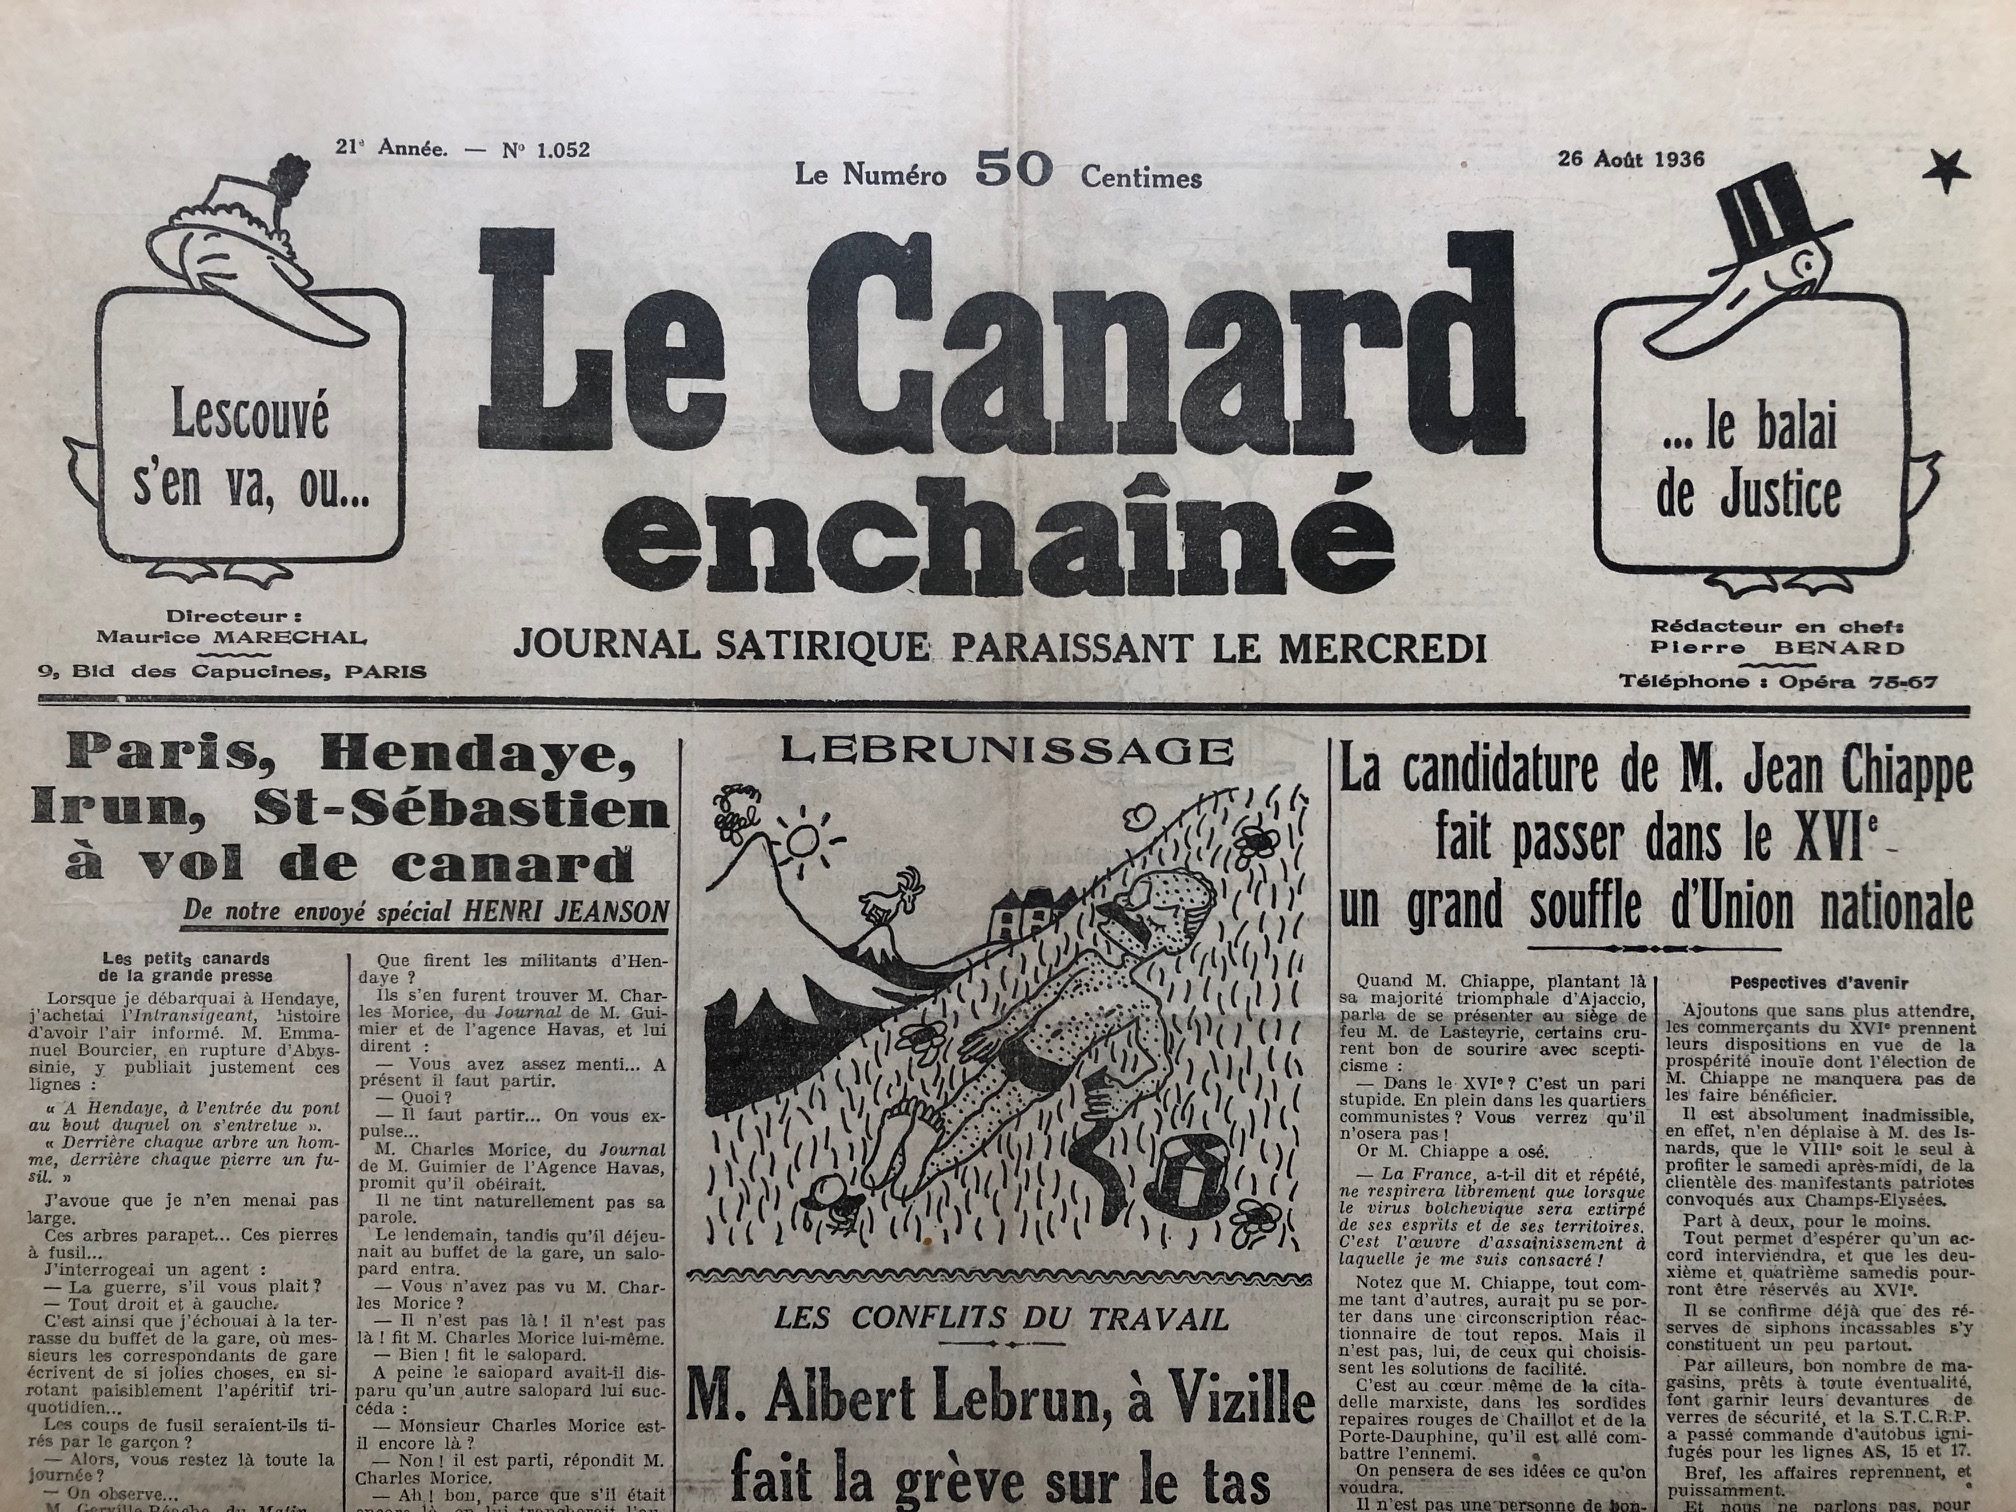 21e Année. — No 1.052
Le Numéro 50 Centimes
26 Août 1936
Le Canard
enchaîné
Lescouvé
s'en va, ou...
... le balai
de Justice
Directeur :
Maurice MARECHAL
9, Bld des Capucines, PARIS
JOURNAL SATIRIQUE PARAISSANT LE MERCREDI
Rédacteur en chef:
Pierre BENARD
Téléphone : Opéra 75-67
Paris, Hendaye,
Irun, St-Sébastien
à vol de canard
De notre envoyé spécial HENRI JEANSON
Les petits canards
de la grande presse
Lorsque je débarquai à Hendaye,
j'achetai l'Intransigeant, histoire
d'avoir l'air informé. M. Emma-
nuel Bourcier, en rupture d'Abys-
sinie, y publiait justement ces
lignes :
« A Hendaye, à l'entrée du pont
au bout duquel on s'entretue ».
« Derrière chaque arbre un hom-
me, derrière chaque pierre un fu-
sil. »
J'avoue que je n'en menai pas
large.
Ces arbres parapet... Ces pierres
à fusil...
J'interrogeai un agent :
— La guerre, s'il vous plait ?
— Tout droit et à gauche.
C'est ainsi que j'échouai à la ter-
rasse du buffet de la gare, où mes-
sieurs les correspondants de gare
écrivent de si jolies choses, en si-
rotant paisiblement l'apéritif tri-
quotidien...
Les coups de fusil seraient-ils ti-
rés par le garçon ?
— Alors, vous restez là toute la
journée ?
— On observe...
M. Gerville-Réache, du Matin
Que firent les militants d'Hen-
daye ?
Ils s'en furent trouver M. Char-
les Morice, du Journal de M. Gui-
mier et de l'agence Havas, et lui
dirent :
— Vous avez assez menti... A
présent il faut partir.
— Quoi ?
— Il faut partir... On vous ex-
pulse...
M. Charles Morice, du Journal
de M. Guimier de l'Agence Havas,
promit qu'il obéirait.
Il ne tint naturellement pas sa
parole.
Le lendemain, tandis qu'il déjeu-
nait au buffet de la gare, un salo-
pard entra.
— Vous n'avez pas vu M. Char-
les Morice ?
— Il n'est pas là ! il n'est pas
là ! fit M. Charles Morice lui-même.
— Bien ! fit le salopard.
A peine le salopard avait-il dis-
paru qu'un autre salopard lui suc-
céda :
— Monsieur Charles Morice est-
il encore là ?
— Non ! il est parti, répondit M.
Charles Morice.
— Ah ! bon, parce que s'il était
LEBRUNISSAGE
LES CONFLITS DU TRAVAIL
M. Albert Lebrun, à Vizille
fait la grève sur le tas
La candidature de M. Jean Chiappe
fait passer dans le XVIe
un grand souffle d'Union nationale
Quand M. Chiappe, plantant là
sa majorité triomphale d'Ajaccio,
parla de se présenter au siège de
feu M. de Lasteyrie, certains cru-
rent bon de sourire avec scepti-
cisme :
— Dans le XVIe ? C'est un pari
stupide. En plein dans les quartiers
communistes ? Vous verrez qu'il
n'osera pas !
Or M. Chiappe a osé.
— La France, a-t-il dit et répété,
ne respirera librement que lorsque
le virus bolchevique sera extirpé
de ses esprits et de ses territoires.
C'est l'œuvre d'assainissement à
laquelle je me suis consacré !
Notez que M. Chiappe, tout com-
me tant d'autres, aurait pu se por-
ter dans une circonscription réac-
tionnaire de tout repos. Mais il
n'est pas, lui, de ceux qui choisis-
sent les solutions de facilité.
C'est au cœur même de la cita-
delle marxiste, dans les sordides
repaires rouges de Chaillot et de la
Porte-Dauphine, qu'il est allé com-
battre l'ennemi.
On pensera de ses idées ce qu'on
voudra.
Il n'est pas une personne de bon-
Pespectives d'avenir
Ajoutons que sans plus attendre,
les commerçants du XVIe prennent
leurs dispositions en vue de la
prospérité inouïe dont l'élection de
M. Chiappe ne manquera pas de
les faire bénéficier.
Il est absolument inadmissible,
en effet, n'en déplaise à M. des Is-
nards, que le VIIIe soit le seul à
profiter le samedi après-midi, de la
clientèle des manifestants patriotes
convoqués aux Champs-Elysées.
Part à deux, pour le moins.
Tout permet d'espérer qu'un ac-
cord interviendra, et que les deu-
xième et quatrième samedis pour-
ront être réservés au XVIe.
Il se confirme déjà que des ré-
serves de siphons incassables s'y
constituent un peu partout.
Par ailleurs, bon nombre de ma-
gasins, prêts à toute éventualité,
font garnir leurs devantures de
verres de sécurité, et la S.T.C.R.P.
a passé commande d'autobus igni-
fugés pour les lignes AS, 15 et 17.
Bref, les affaires reprennent, et
puissamment.
Et nous ne parlons pas, pour